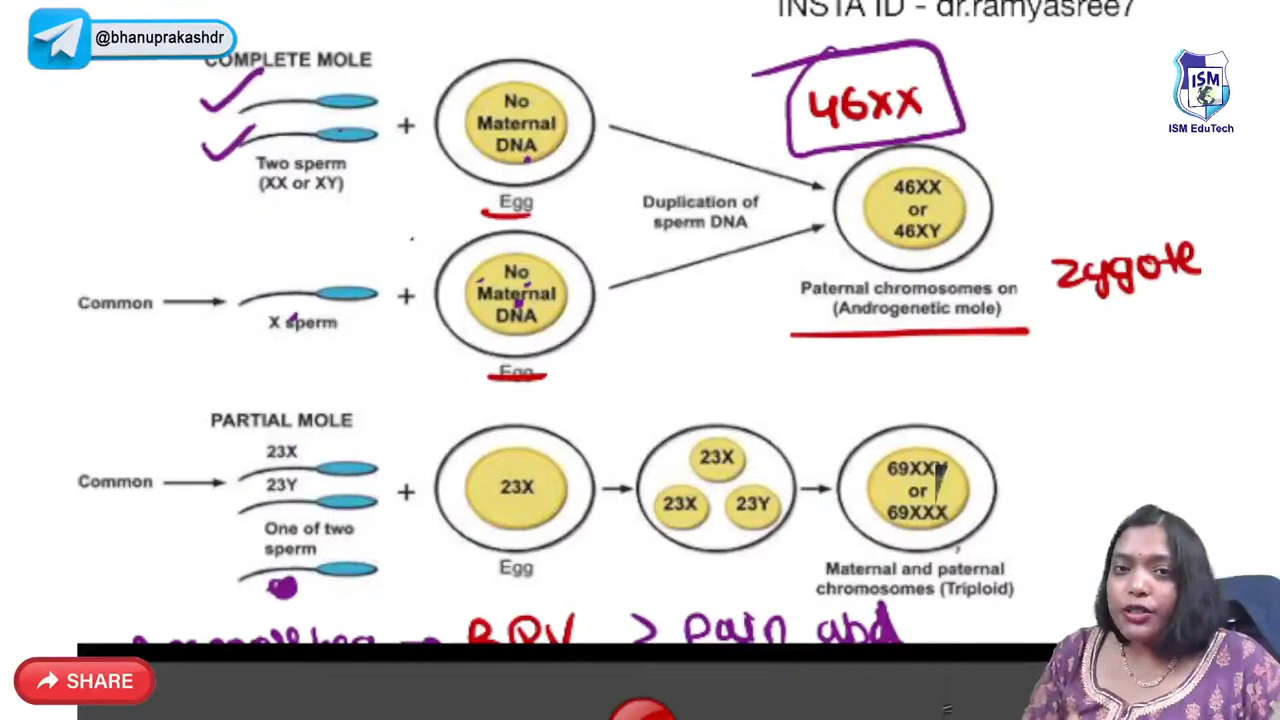 INSTA ID - dr.ramyasree7
@bhanuprakashdr
COMPLETE MOLE
46XX
ISM
ISM EduTech
No
Maternal
DNA
+
Two sperm
(XX or XY)
Egg
Duplication of
sperm DNA
46XX
or
46XY
No
Maternal
DNA
Common
+
X sperm
Egg
Paternal chromosomes on
(Androgenetic mole)
zygote
PARTIAL MOLE
23X
23Y
Common
+
One of two
sperm
23X
Egg
23X
23X
23Y
69XXY
or
69XXX
Maternal and paternal
chromosomes (Triploid)
BPV > pain abd
SHARE